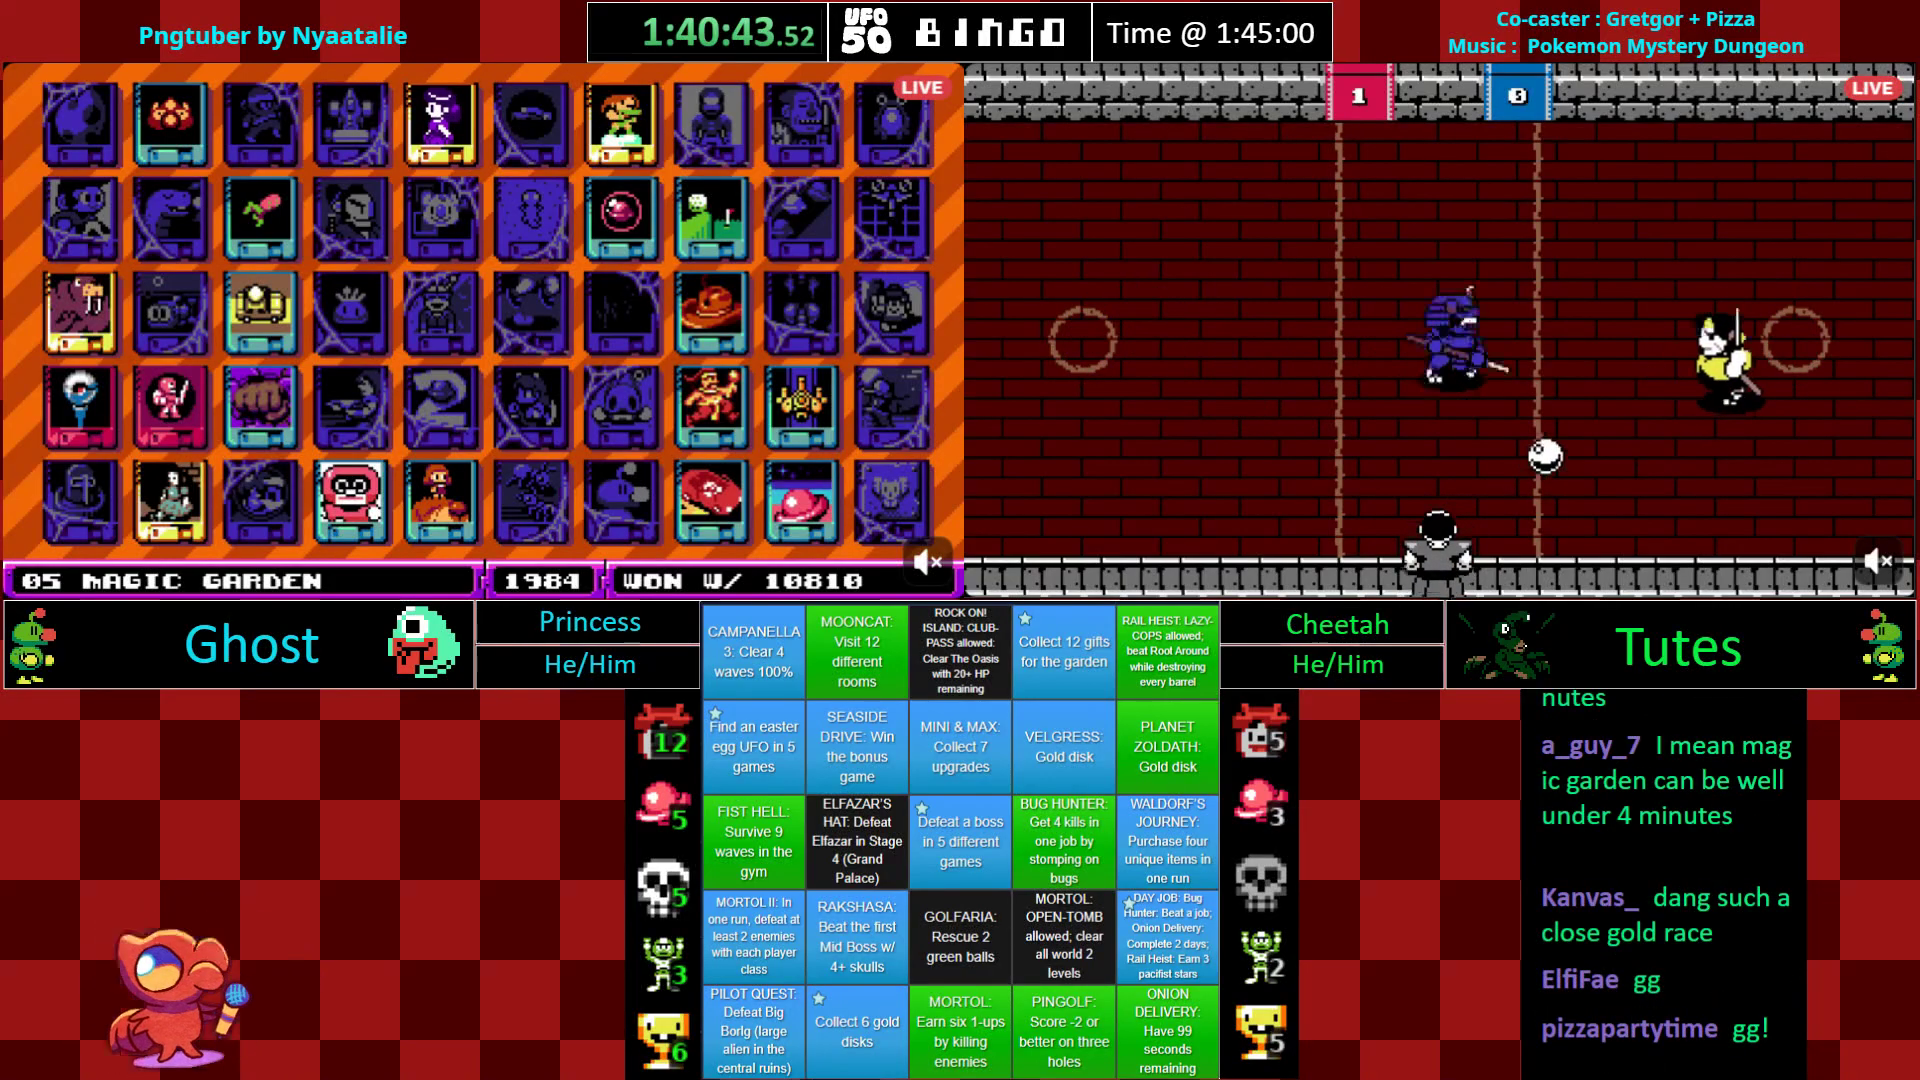 Pngtuber by Nyaatalie
1:40:43.52
UFO 50
BINGO
Time @ 1:45:00
Co-caster : Gretgor + Pizza
Music : Pokemon Mystery Dungeon
LIVE
1
0
LIVE
05 MAGIC GARDEN
1984
WON W/ 10810
Ghost
Princess
He/Him
Cheetah
He/Him
Tutes
CAMPANELLA
3: Clear 4
waves 100%
MOONCAT:
Visit 12
different
rooms
ROCK ON!
ISLAND: CLUB-
PASS allowed:
Clear The Oasis
with 20+ HP
remaining
Collect 12 gifts
for the garden
RAIL HEIST: LAZY-
COPS allowed;
beat Root Around
while destroying
every barrel
Find an easter
egg UFO in 5
games
SEASIDE
DRIVE: Win
the bonus
game
MINI & MAX:
Collect 7
upgrades
VELGRESS:
Gold disk
PLANET
ZOLDATH:
Gold disk
FIST HELL:
Survive 9
waves in the
gym
ELFAZAR'S
HAT: Defeat
Elfazar in Stage
4 (Grand
Palace)
Defeat a boss
in 5 different
games
BUG HUNTER:
Get 4 kills in
one job by
stomping on
bugs
WALDORF'S
JOURNEY:
Purchase four
unique items in
one run
MORTOL II: In
one run, defeat at
least 2 enemies
with each player
class
RAKSHASA:
Beat the first
Mid Boss w/
4+ skulls
GOLFARIA:
Rescue 2
green balls
MORTOL:
OPEN-TOMB
allowed; clear
all world 2
levels
DAY JOB: Bug
Hunter: Beat a job;
Onion Delivery:
Complete 2 days;
Rail Heist: Earn 3
pacifist stars
PILOT QUEST:
Defeat Big
Borlg (large
alien in the
central ruins)
Collect 6 gold
disks
MORTOL:
Earn six 1-ups
by killing
enemies
PINGOLF:
Score -2 or
better on three
holes
ONION
DELIVERY:
Have 99
seconds
remaining
12
5
5
3
6
5
3
2
5
nutes
a_guy_7 I mean mag
ic garden can be well
under 4 minutes
Kanvas_ dang such a
close gold race
ElfiFae gg
pizzapartytime gg!